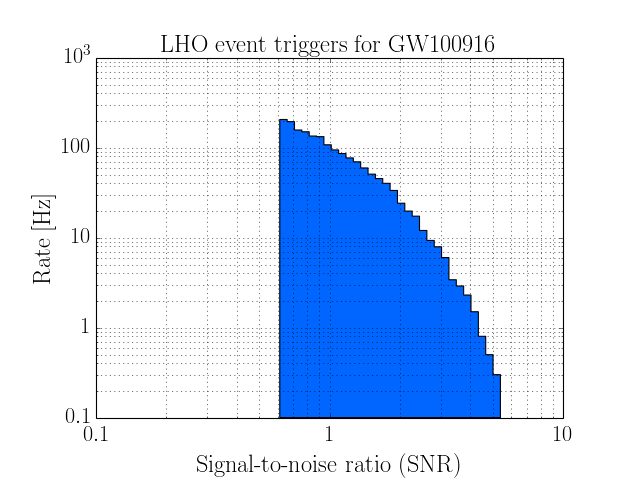 LHO event triggers for GW100916
10³
100
10
1
0.1
Rate [Hz]
0.1 1 10
Signal-to-noise ratio (SNR)